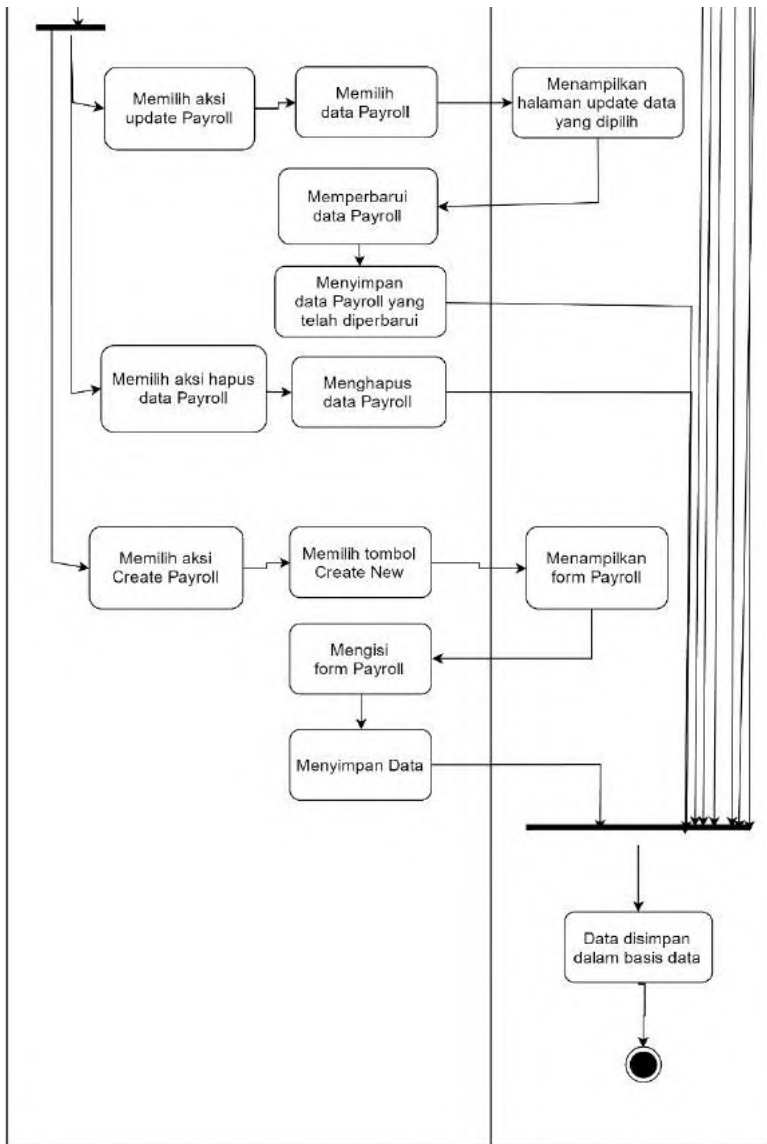 Memilih aksi
update Payroll
Memilih
data Payroll
Menampilkan
halaman update data
yang dipilih
Memperbarui
data Payroll
Menyimpan
data Payroll yang
telah diperbarui
Memilih aksi hapus
data Payroll
Menghapus
data Payroll
Memilih aksi
Create Payroll
Memilih tombol
Create New
Menampilkan
form Payroll
Mengisi
form Payroll
Menyimpan Data
Data disimpan
dalam basis data